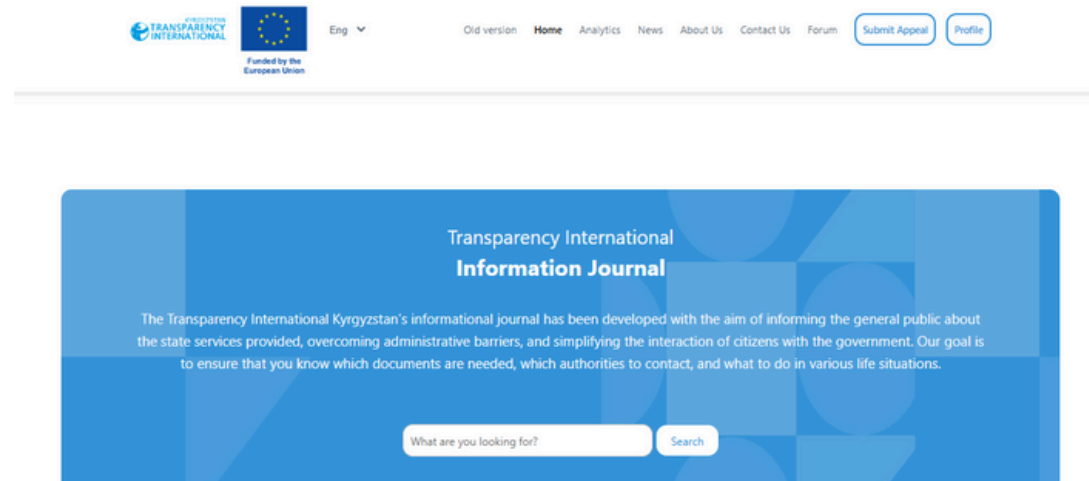 KYRGYZSTAN
TRANSPARENCY
INTERNATIONAL
Funded by the
European Union
Eng
Old version Home Analytics News About Us Contact Us Forum Submit Appeal Profile
Transparency International
Information Journal
The Transparency International Kyrgyzstan's informational journal has been developed with the aim of informing the general public about
the state services provided, overcoming administrative barriers, and simplifying the interaction of citizens with the government. Our goal is
to ensure that you know which documents are needed, which authorities to contact, and what to do in various life situations.
What are you looking for? Search